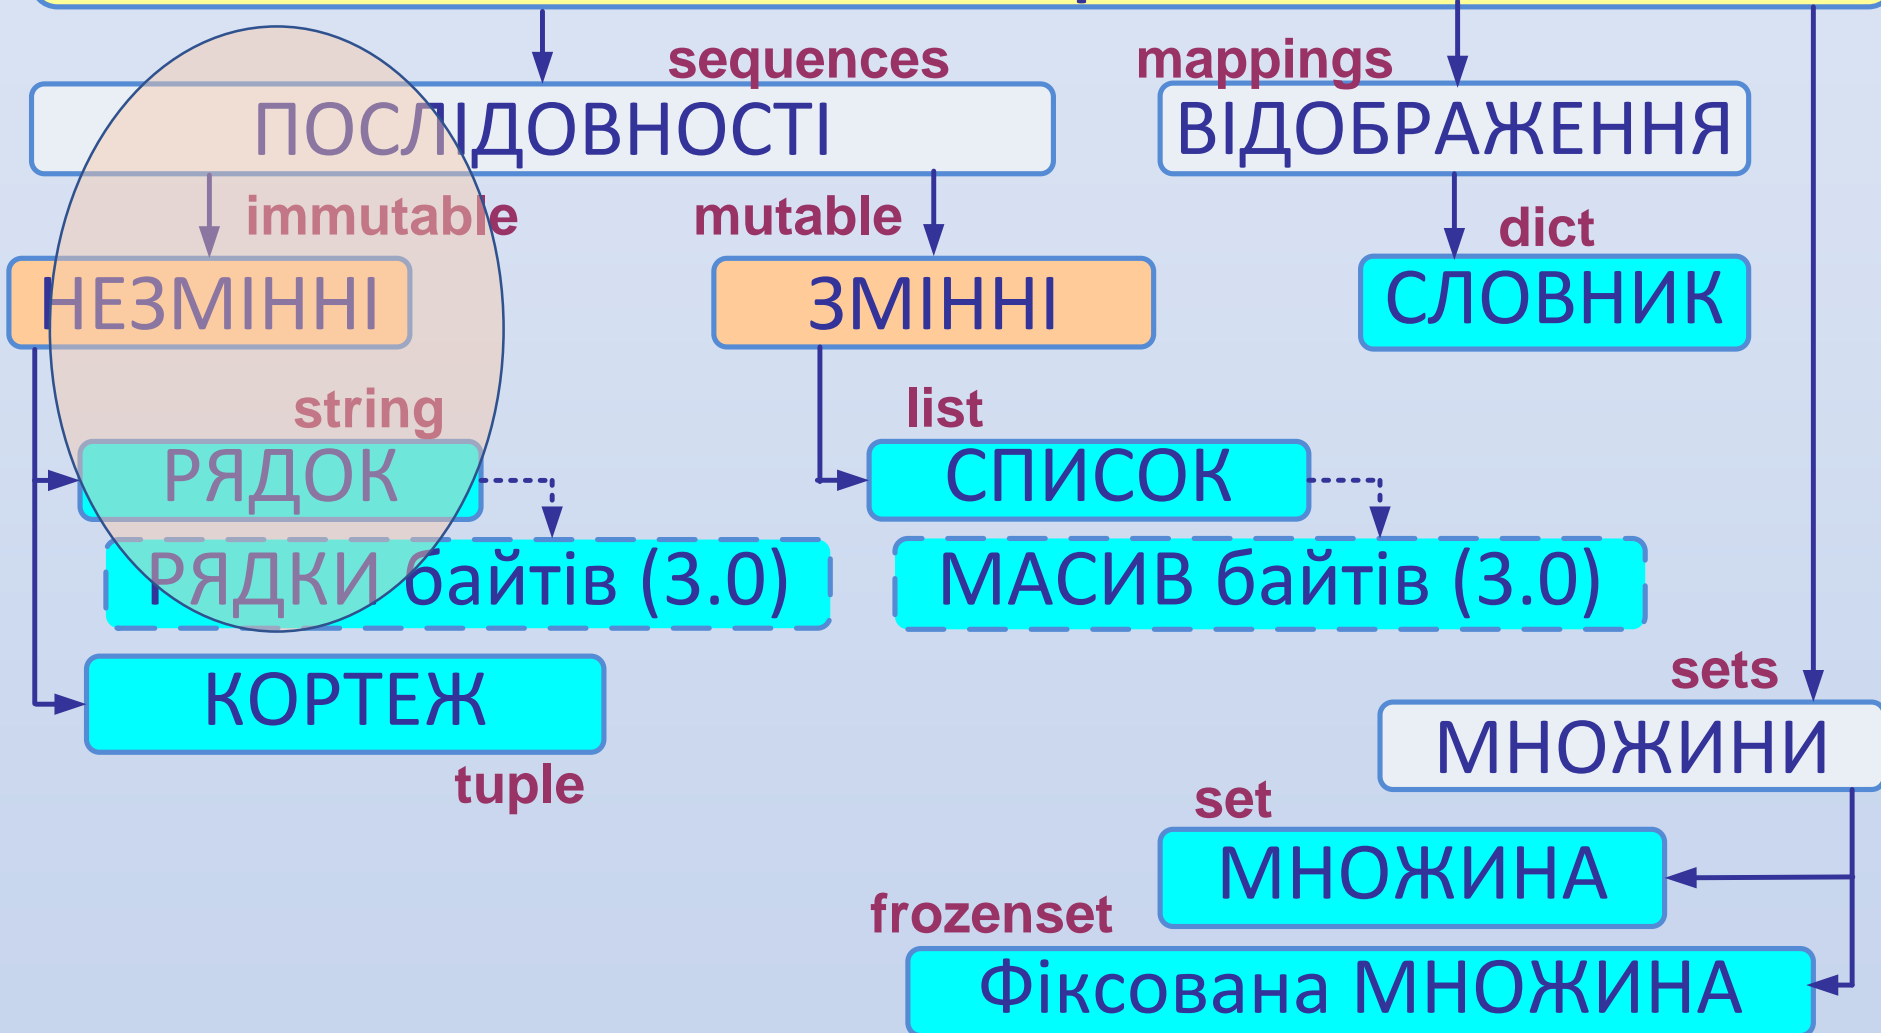 sequences
mappings
ПОСЛІДОВНОСТІ
ВІДОБРАЖЕННЯ
immutable
mutable
dict
НЕЗМІННІ
ЗМІННІ
СЛОВНИК
string
list
РЯДОК
СПИСОК
РЯДКИ байтів (3.0)
МАСИВ байтів (3.0)
КОРТЕЖ
sets
tuple
МНОЖИНИ
set
МНОЖИНА
frozenset
Фіксована МНОЖИНА